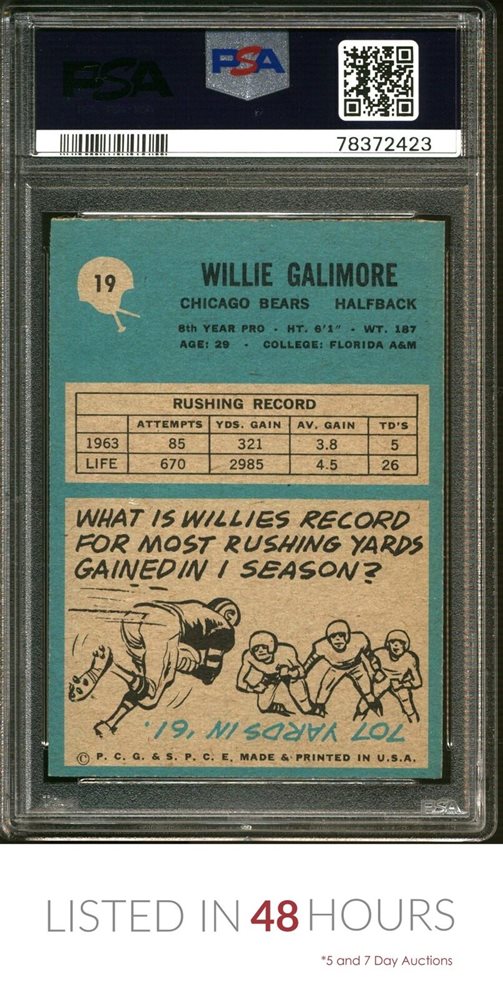 PSA
PSA
78372423
19
WILLIE GALIMORE
CHICAGO BEARS HALFBACK
8th YEAR PRO • HT. 6'1" • WT. 187
AGE: 29 • COLLEGE: FLORIDA A&M
RUSHING RECORD
ATTEMPTS YDS. GAIN AV. GAIN TD'S
1963 85 321 3.8 5
LIFE 670 2985 4.5 26
WHAT IS WILLIES RECORD
FOR MOST RUSHING YARDS
GAINED IN 1 SEASON?
707 YARDS IN '61.
© P. C. G. & S. P. C. E. MADE & PRINTED IN U.S.A.
PSA
LISTED IN 48 HOURS
*5 and 7 Day Auctions